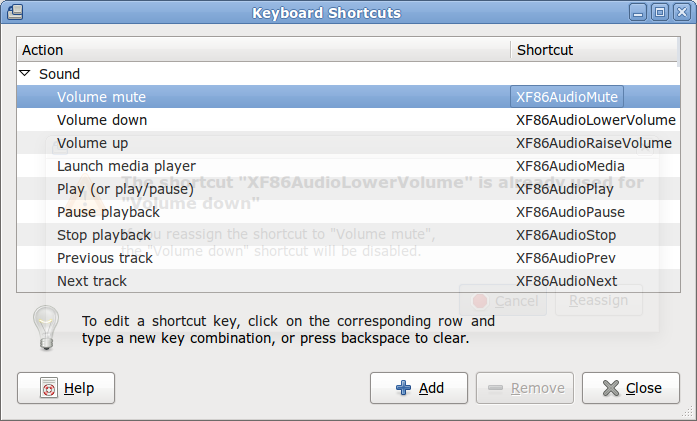 Keyboard Shortcuts
Action Shortcut
Sound
Volume mute XF86AudioMute
Volume down XF86AudioLowerVolume
Volume up XF86AudioRaiseVolume
Launch media player XF86AudioMedia
The shortcut "XF86AudioLowerVolume" is already used for
Play (or play/pause) XF86AudioPlay
"Volume down"
Pause playback XF86AudioPause
If you reassign the shortcut to "Volume mute",
Stop playback XF86AudioStop
the "Volume down" shortcut will be disabled.
Previous track XF86AudioPrev
Next track XF86AudioNext
Cancel Reassign
To edit a shortcut key, click on the corresponding row and
type a new key combination, or press backspace to clear.
Help Add Remove Close